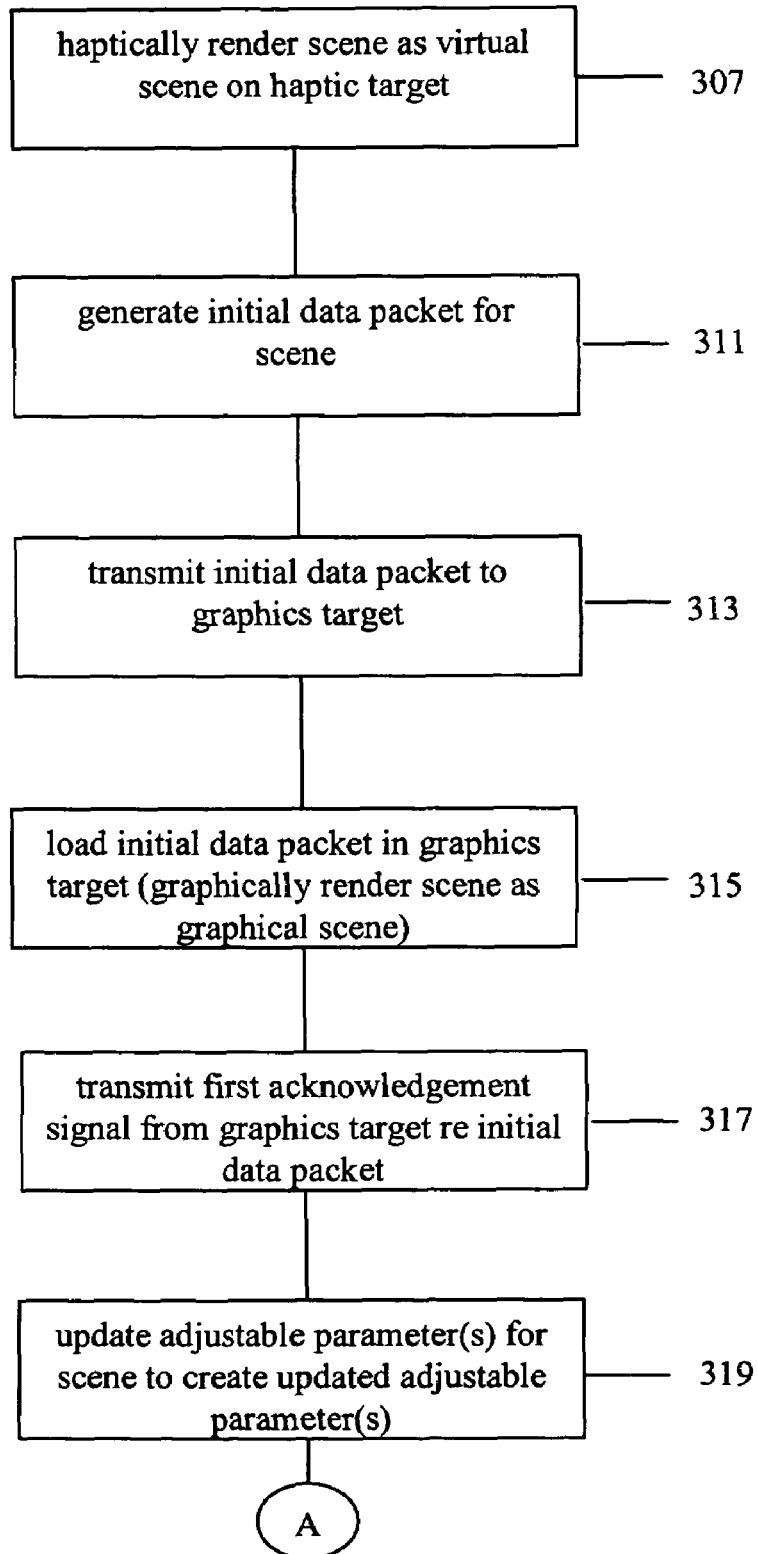 haptically render scene as virtual
scene on haptic target
307
generate initial data packet for
scene
311
transmit initial data packet to
graphics target
313
load initial data packet in graphics
target (graphically render scene as
graphical scene)
315
transmit first acknowledgement
signal from graphics target re initial
data packet
317
update adjustable parameter(s) for
scene to create updated adjustable
parameter(s)
319
A